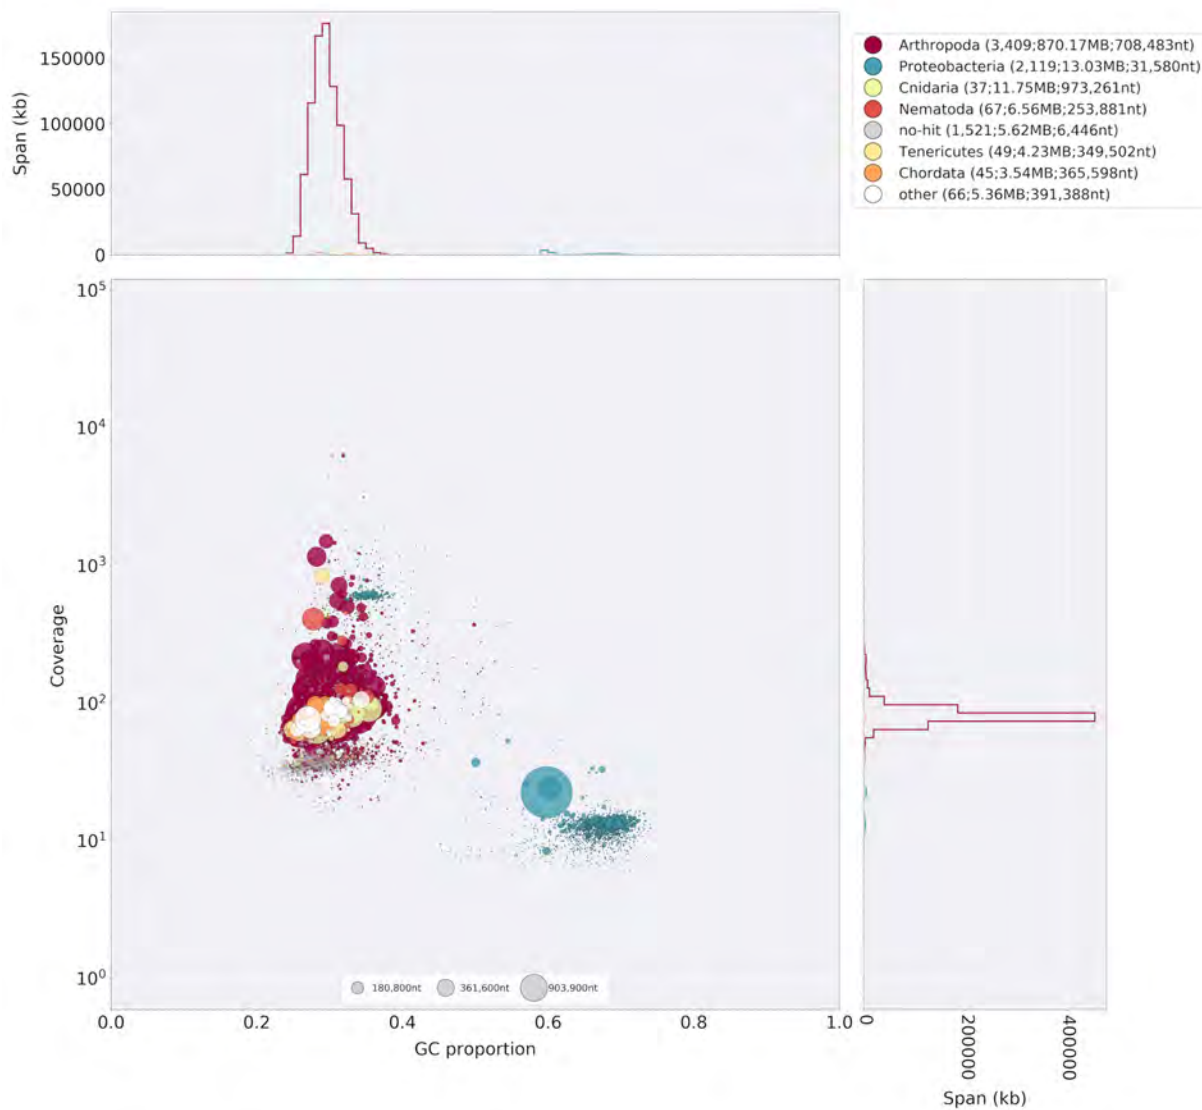 Span (kb)
150000
100000
50000
0
Arthropoda (3,409;870.17MB;708,483nt)
Proteobacteria (2,119;13.03MB;31,580nt)
Cnidaria (37;11.75MB;973,261nt)
Nematoda (67;6.56MB;253,881nt)
no-hit (1,521;5.62MB;6,446nt)
Tenericutes (49;4.23MB;349,502nt)
Chordata (45;3.54MB;365,598nt)
other (66;5.36MB;391,388nt)
Coverage
10⁵
10⁴
10³
10²
10¹
10⁰
180,800nt 361,600nt 903,900nt
0.0 0.2 0.4 0.6 0.8 1.0
GC proportion
0 200000 400000
Span (kb)